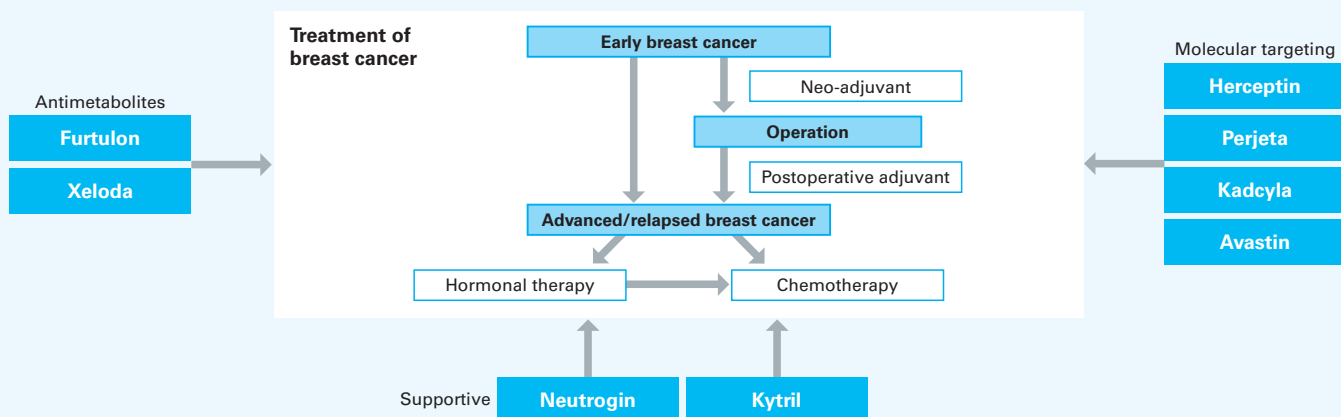 Treatment of
breast cancer
Early breast cancer
Neo-adjuvant
Operation
Postoperative adjuvant
Advanced/relapsed breast cancer
Hormonal therapy
Chemotherapy
Antimetabolites
Furtulon
Xeloda
Molecular targeting
Herceptin
Perjeta
Kadcyla
Avastin
Supportive
Neutrogin
Kytril